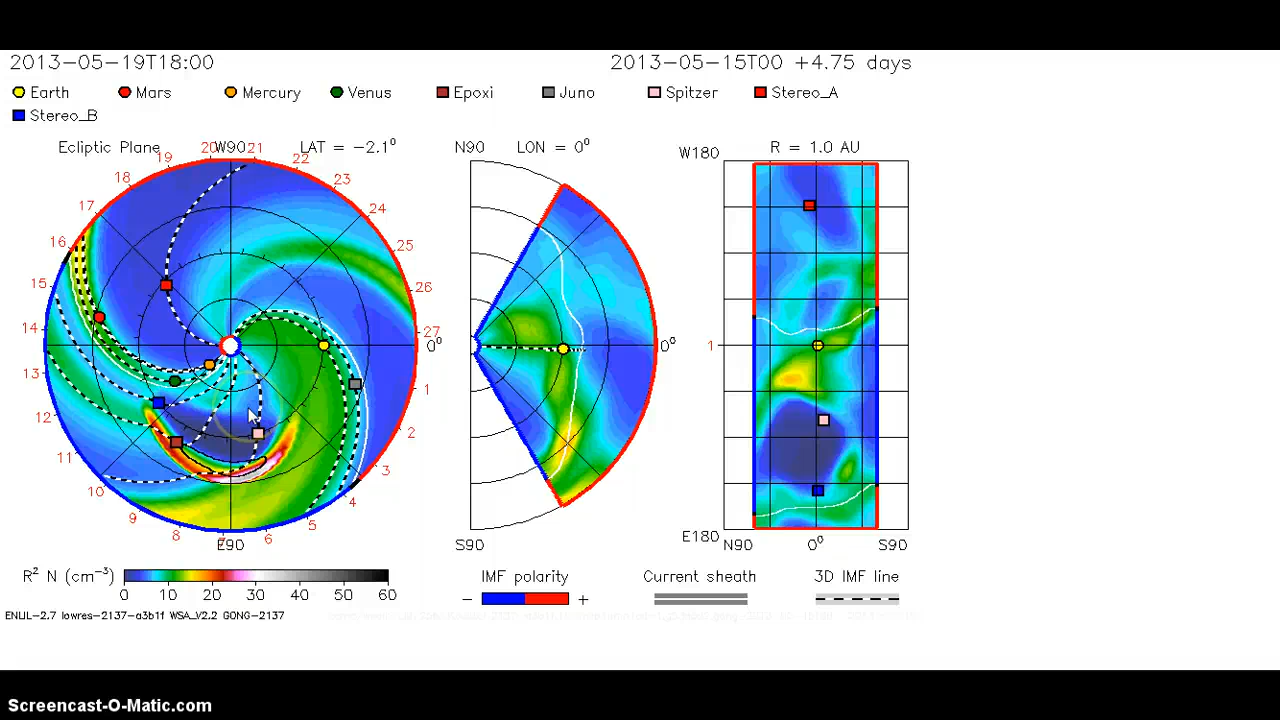 2013-05-19T18:00 2013-05-15T00 +4.75 days
Earth Mars Mercury Venus Epoxi Juno Spitzer Stereo_A
Stereo_B
Ecliptic Plane W90 LAT = −2.1° N90 LON = 0° W180 R = 1.0 AU
19 20 21 22
18 23
17 24
16 25
15 26
14 27 0° 0° 1
13 1
12 2
11 3
10 4
9 5
8 7 6
E90 S90 E180
N90 0° S90
R² N (cm⁻³) IMF polarity Current sheath 3D IMF line
0 10 20 30 40 50 60 − +
ENLIL-2.7 lowres-2137-a3b1f WSA_V2.2 GONG-2137
Screencast-O-Matic.com